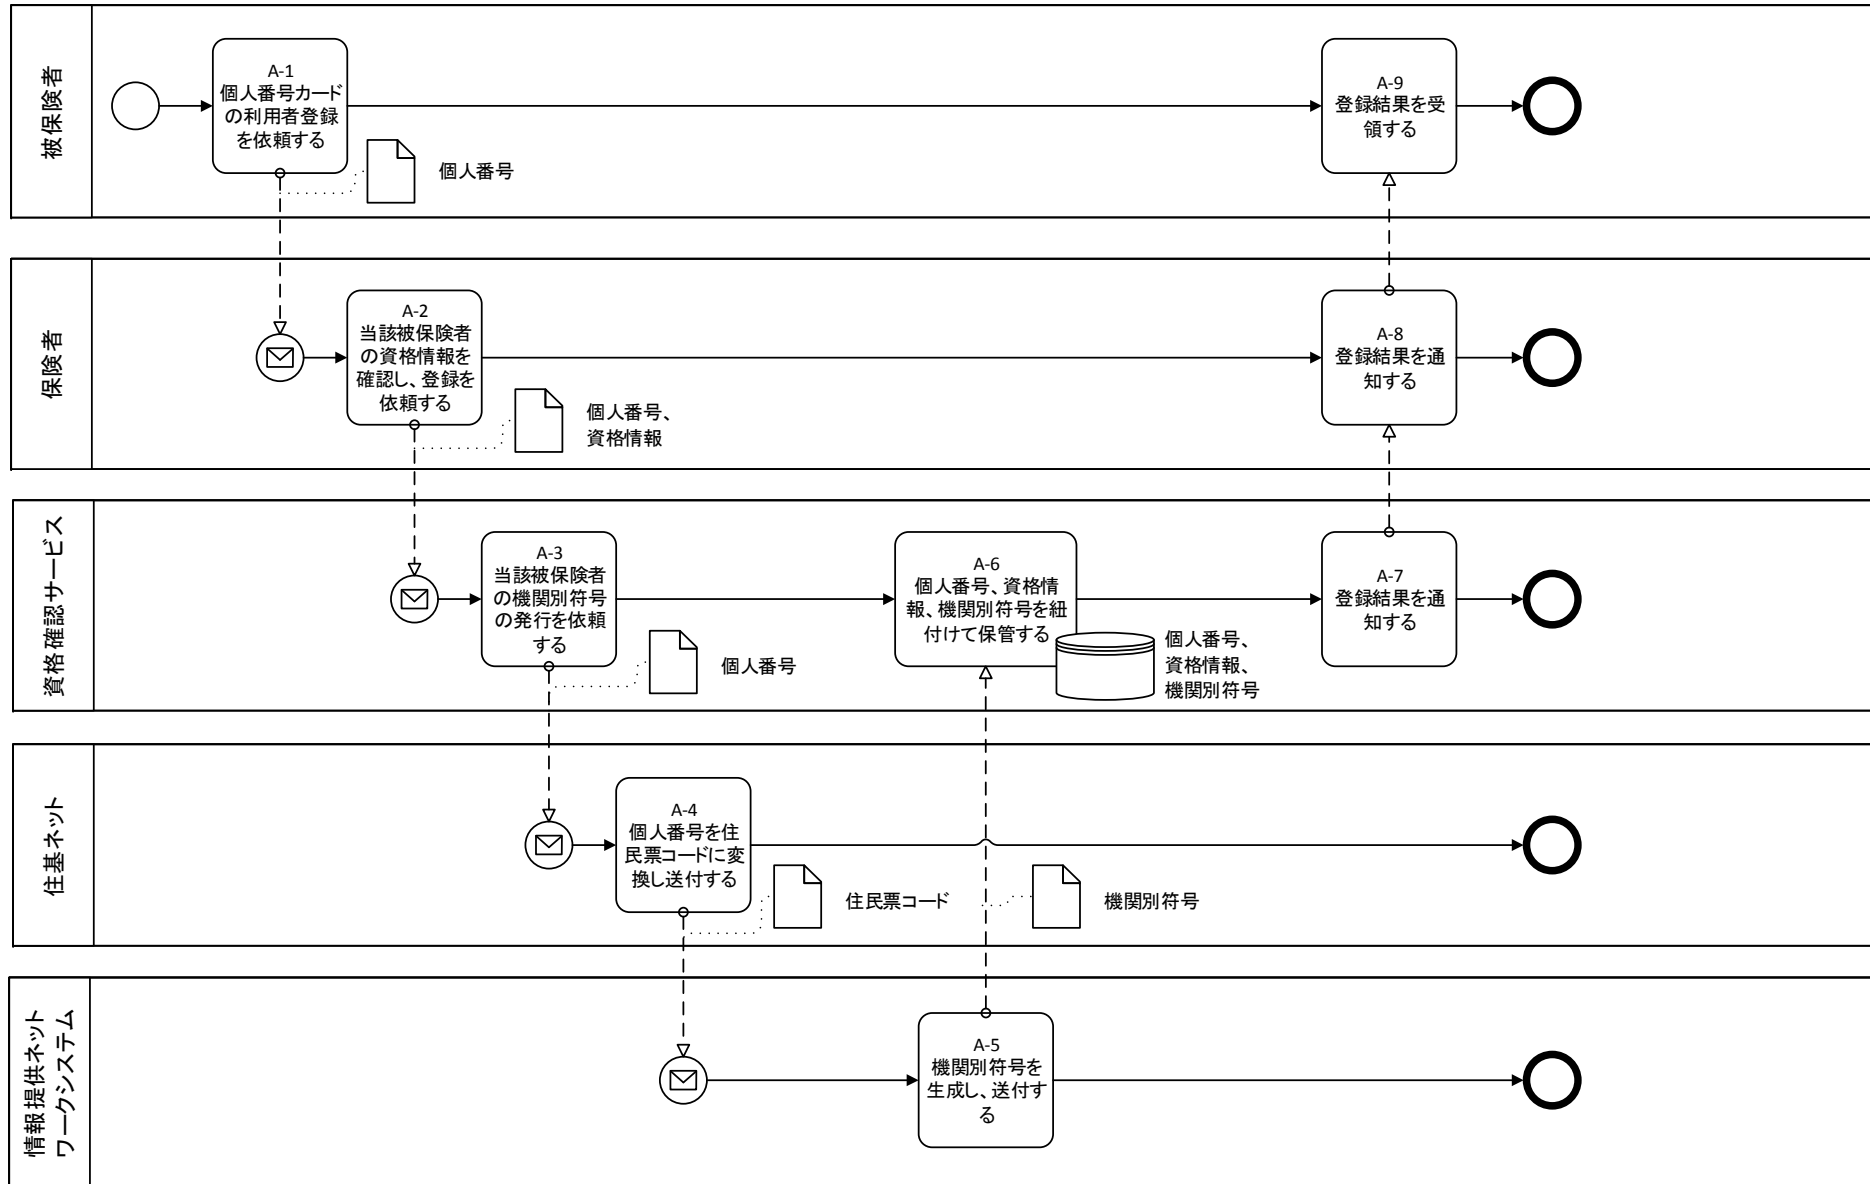 被保険者
A-1
個人番号カード
の利用者登録
を依頼する
個人番号
A-9
登録結果を受
領する
保険者
A-2
当該被保険者
の資格情報を
確認し、登録を
依頼する
個人番号、
資格情報
A-8
登録結果を通
知する
資格確認サービス
A-3
当該被保険者
の機関別符号
の発行を依頼
する
個人番号
A-6
個人番号、資格情
報、機関別符号を紐
付けて保管する
個人番号、
資格情報、
機関別符号
A-7
登録結果を通
知する
住基ネット
A-4
個人番号を住
民票コードに変
換し送付する
住民票コード
機関別符号
情報提供ネット
ワークシステム
A-5
機関別符号を
生成し、送付す
る